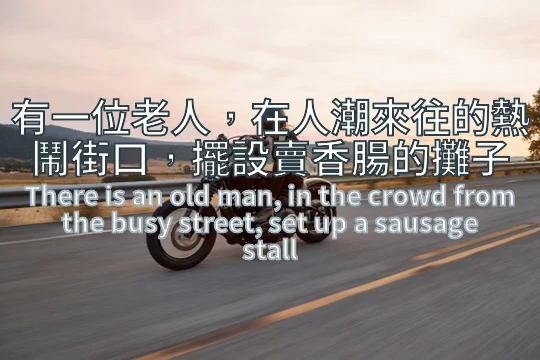 有一位老人，在人潮來往的熱
鬧街口，擺設賣香腸的攤子
There is an old man, in the crowd from
the busy street, set up a sausage
stall